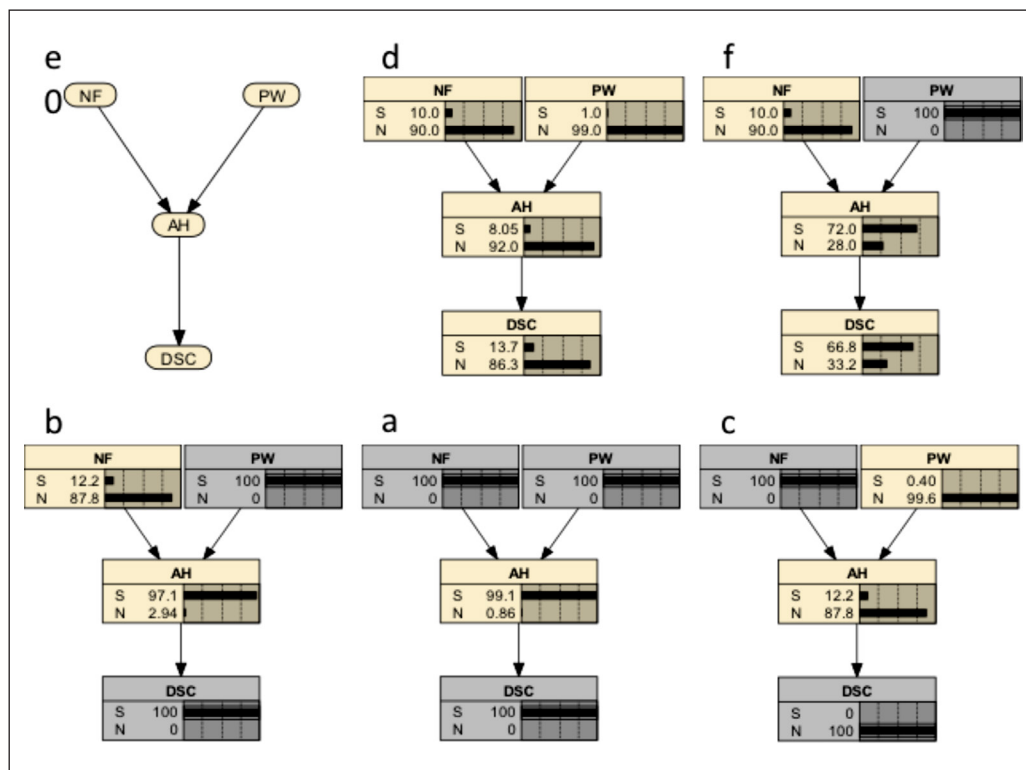 e
0
NF
PW
AH
DSC
d
NF
S 10.0
N 90.0
PW
S 1.0
N 99.0
AH
S 8.05
N 92.0
DSC
S 13.7
N 86.3
f
NF
S 10.0
N 90.0
PW
S 100
N 0
AH
S 72.0
N 28.0
DSC
S 66.8
N 33.2
b
NF
S 12.2
N 87.8
PW
S 100
N 0
AH
S 97.1
N 2.94
DSC
S 100
N 0
a
NF
S 100
N 0
PW
S 100
N 0
AH
S 99.1
N 0.86
DSC
S 100
N 0
c
NF
S 100
N 0
PW
S 0.40
N 99.6
AH
S 12.2
N 87.8
DSC
S 0
N 100